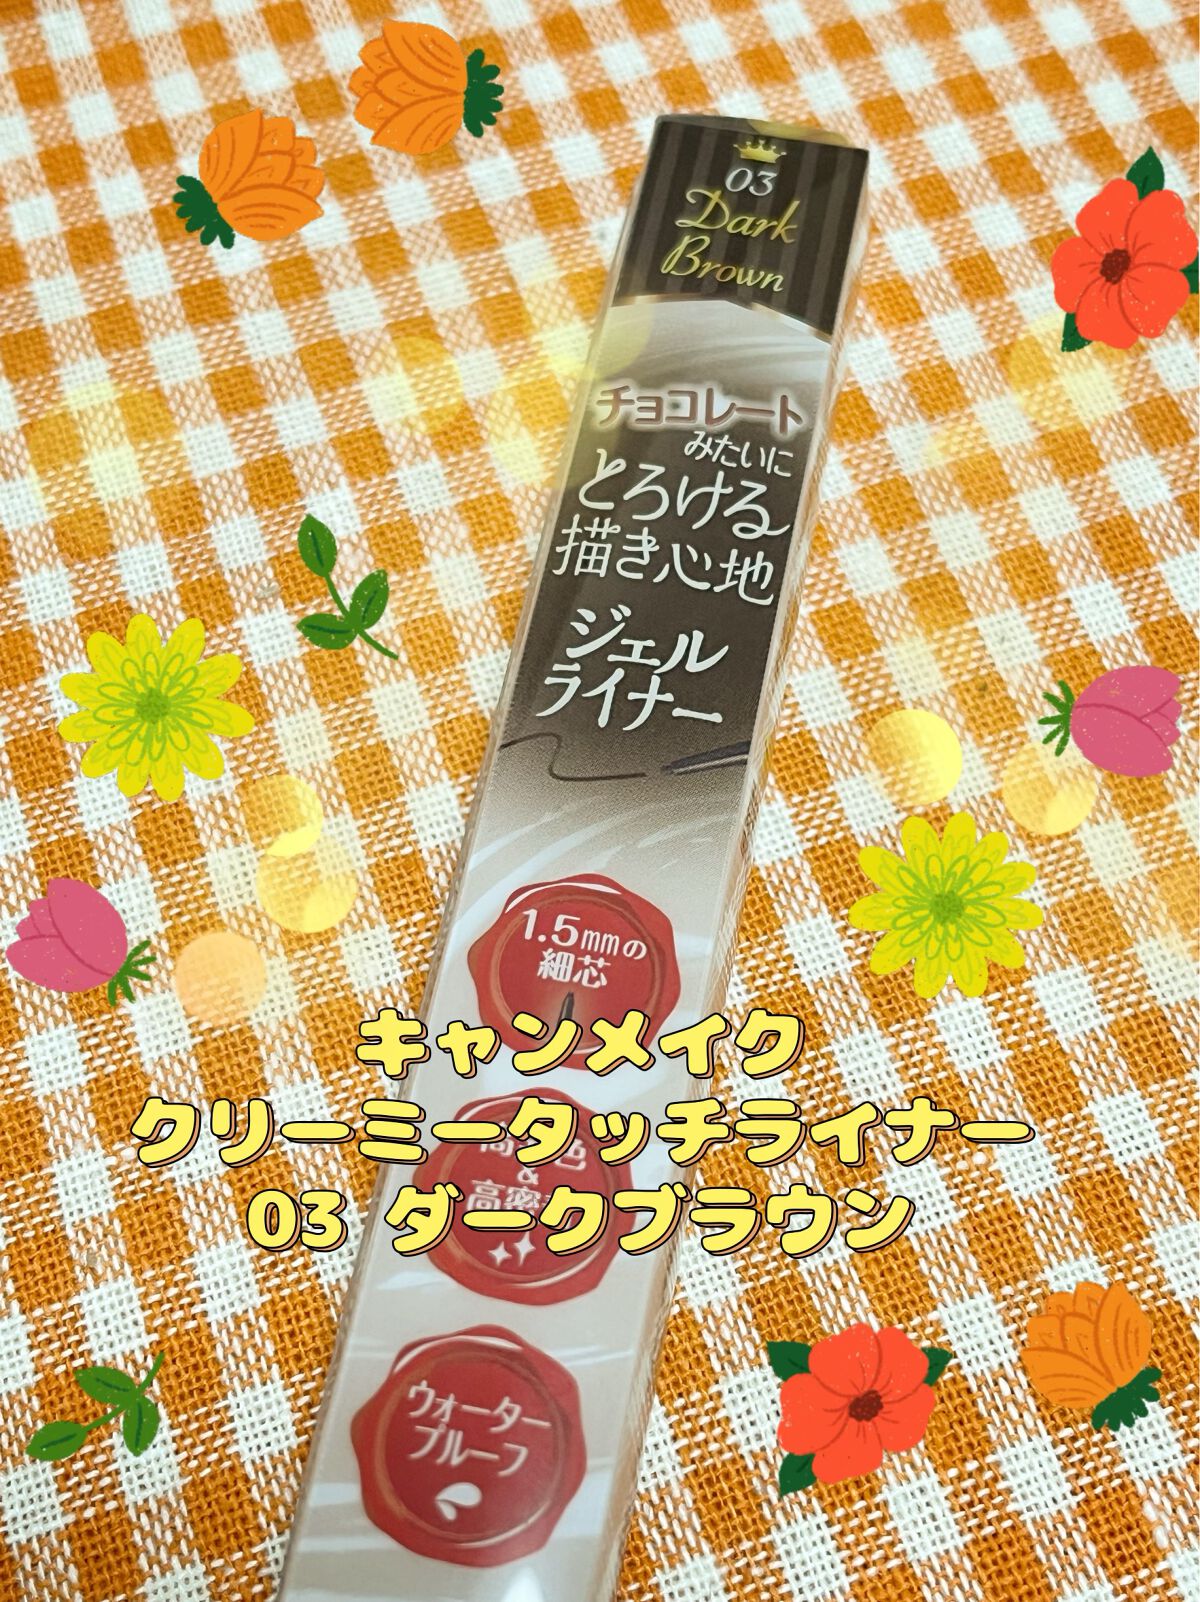 03
Dark
Brown
チョコレート
みたいに
とろける
描き心地
ジェル
ライナー
1.5mmの
細芯
キャンメイク
クリーミータッチライナー
&
03 ダークブラウン
ウォーター
プルーフ